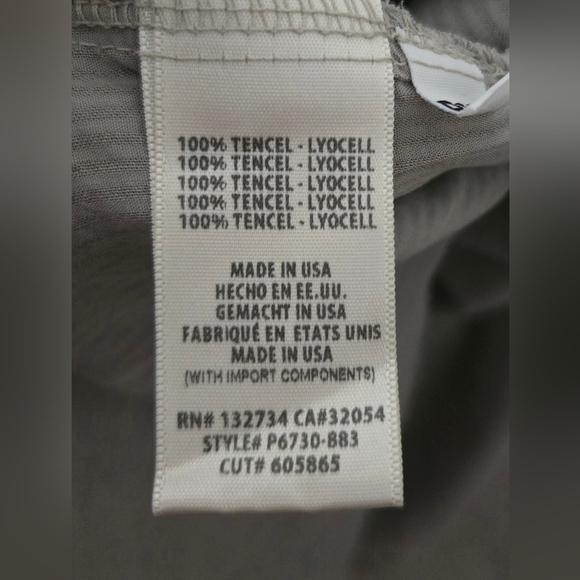 100% TENCEL - LYOCELL
100% TENCEL - LYOCELL
100% TENCEL - LYOCELL
100% TENCEL - LYOCELL
100% TENCEL - LYOCELL
MADE IN USA
HECHO EN EE.UU.
GEMACHT IN USA
FABRIQUÉ EN ETATS UNIS
MADE IN USA
(WITH IMPORT COMPONENTS)
RN# 132734 CA#32054
STYLE# P6730-883
CUT# 605865